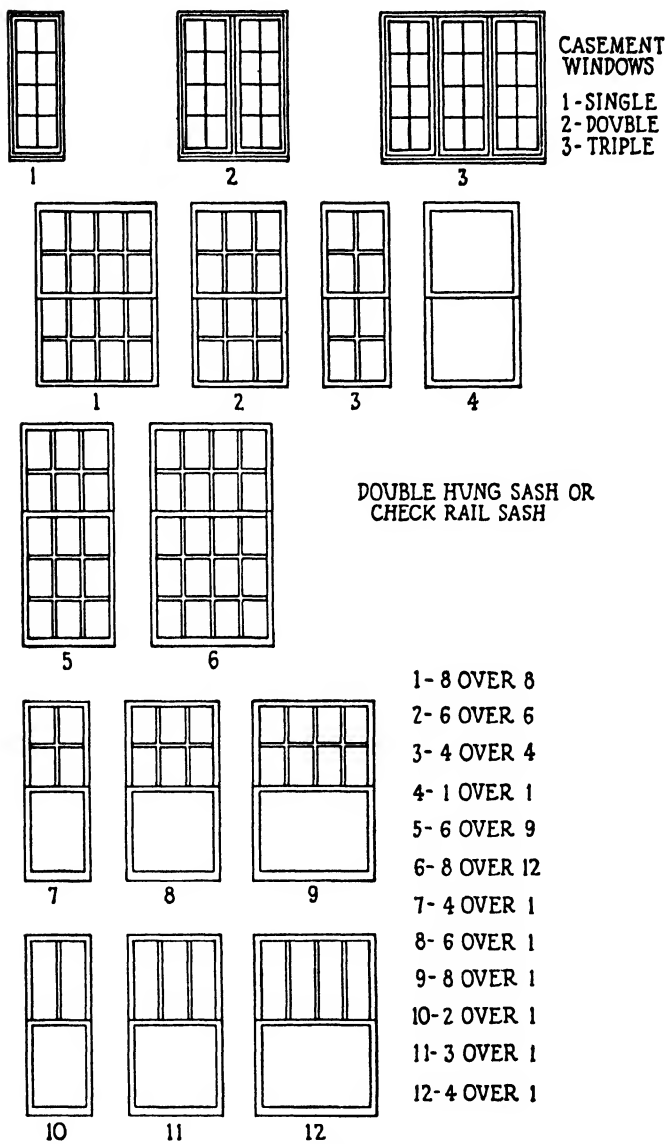 CASEMENT
WINDOWS
1-SINGLE
2-DOVBLE
3-TRIPLE
1
2
3
1
2
3
4
DOVBLE HVNG SASH OR
CHECK RAIL SASH
5
6
1-8 OVER 8
2-6 OVER 6
3-4 OVER 4
4-1 OVER 1
5-6 OVER 9
6-8 OVER 12
7-4 OVER 1
8-6 OVER 1
9-8 OVER 1
10-2 OVER 1
11-3 OVER 1
12-4 OVER 1
7
8
9
10
11
12